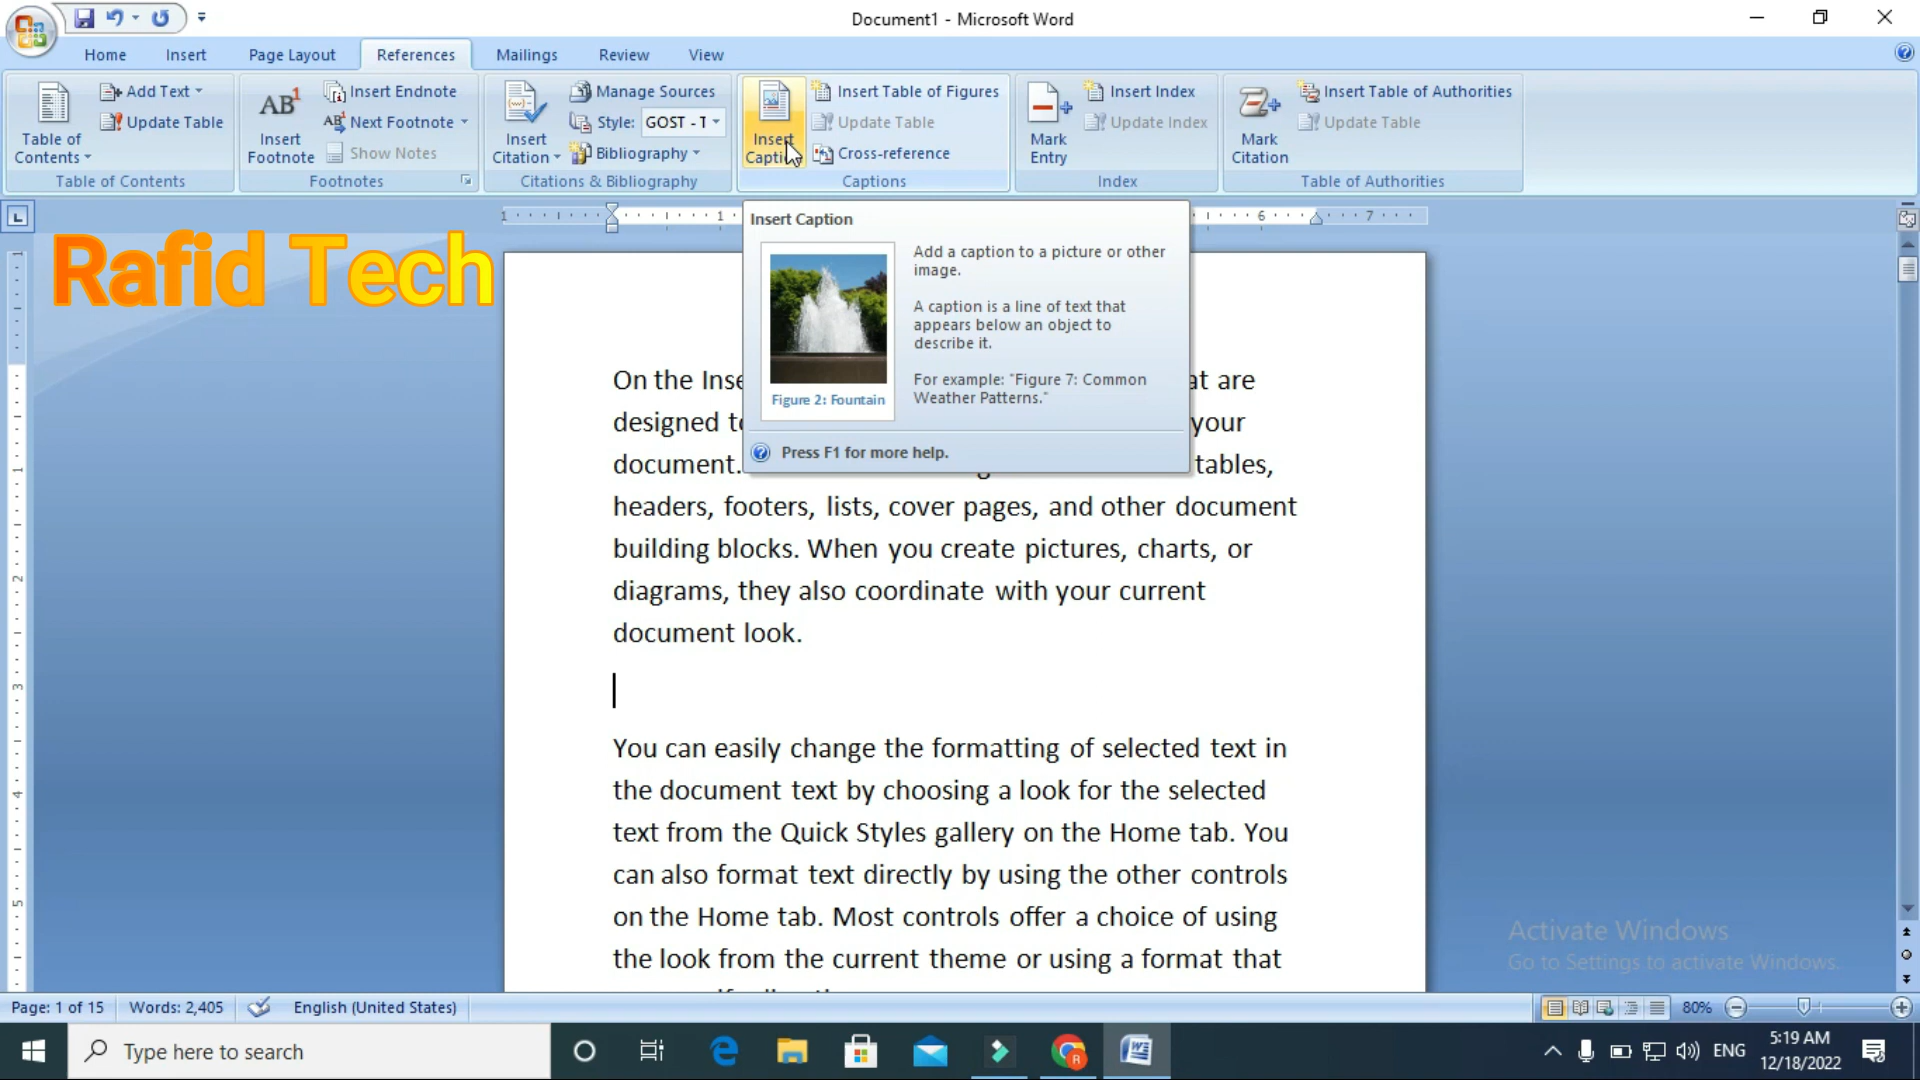 Document1 - Microsoft Word
Home Insert Page Layout References Mailings Review View
Table of Contents
Add Text
Update Table
Table of Contents
AB1
Insert Footnote
Insert Endnote
Next Footnote
Show Notes
Footnotes
Insert Citation
Manage Sources
Style: GOST - T
Bibliography
Citations & Bibliography
Insert Caption
Insert Table of Figures
Update Table
Cross-reference
Captions
Mark Entry
Insert Index
Update Index
Index
Mark Citation
Insert Table of Authorities
Update Table
Table of Authorities
1 1 6 7
Rafid Tech
Insert Caption
Add a caption to a picture or other
image.
A caption is a line of text that
appears below an object to
describe it.
For example: "Figure 7: Common
Weather Patterns."
Figure 2: Fountain
Press F1 for more help.
On the Inse at are
designed t your
document. tables,
headers, footers, lists, cover pages, and other document
building blocks. When you create pictures, charts, or
diagrams, they also coordinate with your current
document look.
You can easily change the formatting of selected text in
the document text by choosing a look for the selected
text from the Quick Styles gallery on the Home tab. You
can also format text directly by using the other controls
on the Home tab. Most controls offer a choice of using
the look from the current theme or using a format that
Activate Windows
Go to Settings to activate Windows.
Page: 1 of 15 Words: 2,405 English (United States) 80%
Type here to search
ENG
5:19 AM
12/18/2022